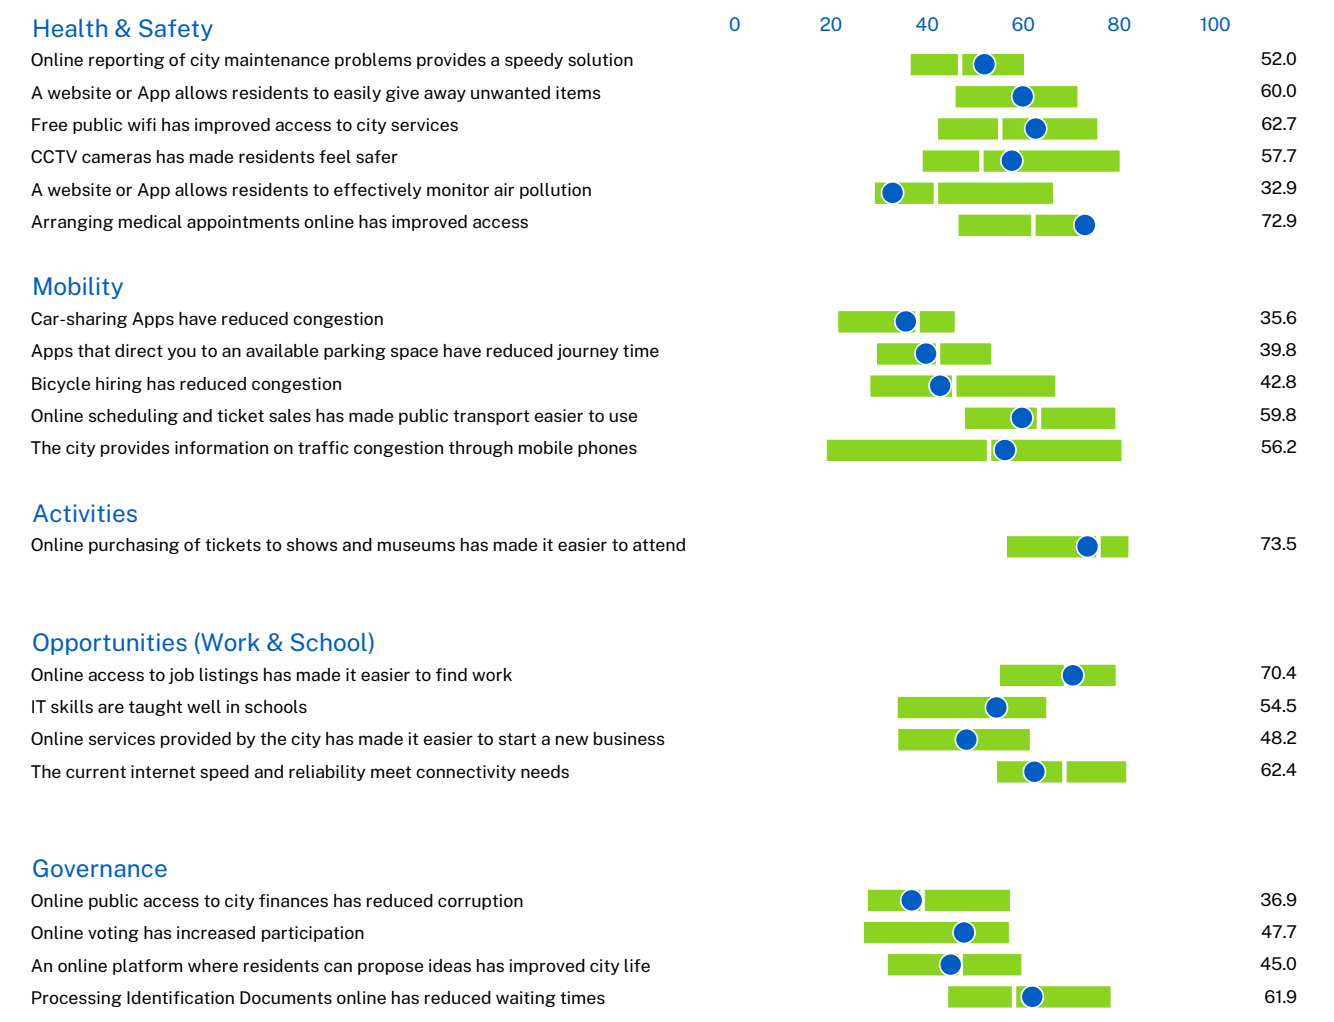 Health & Safety 0 20 40 60 80 100
Online reporting of city maintenance problems provides a speedy solution 52.0
A website or App allows residents to easily give away unwanted items 60.0
Free public wifi has improved access to city services 62.7
CCTV cameras has made residents feel safer 57.7
A website or App allows residents to effectively monitor air pollution 32.9
Arranging medical appointments online has improved access 72.9
Mobility
Car-sharing Apps have reduced congestion 35.6
Apps that direct you to an available parking space have reduced journey time 39.8
Bicycle hiring has reduced congestion 42.8
Online scheduling and ticket sales has made public transport easier to use 59.8
The city provides information on traffic congestion through mobile phones 56.2
Activities
Online purchasing of tickets to shows and museums has made it easier to attend 73.5
Opportunities (Work & School)
Online access to job listings has made it easier to find work 70.4
IT skills are taught well in schools 54.5
Online services provided by the city has made it easier to start a new business 48.2
The current internet speed and reliability meet connectivity needs 62.4
Governance
Online public access to city finances has reduced corruption 36.9
Online voting has increased participation 47.7
An online platform where residents can propose ideas has improved city life 45.0
Processing Identification Documents online has reduced waiting times 61.9